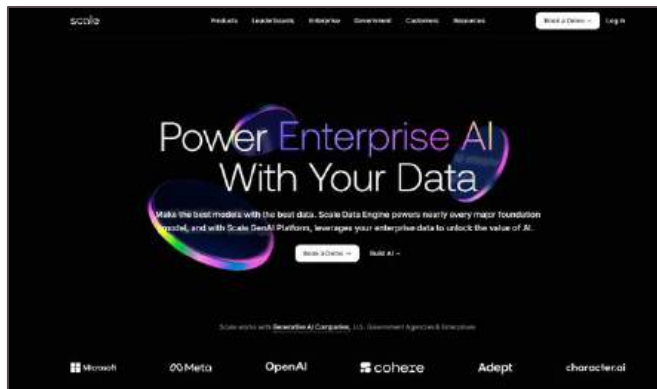 scale
Products Leaderboards Enterprise Government Customers Resources
Book a Demo → Log In
Power Enterprise AI
With Your Data
Make the best models with the best data. Scale Data Engine powers nearly every major foundation
model, and with Scale GenAI Platform, leverages your enterprise data to unlock the value of AI.
Book a Demo → Build AI →
Scale works with Generative AI Companies, U.S. Government Agencies & Enterprises
Microsoft Meta OpenAI cohere Adept character.ai